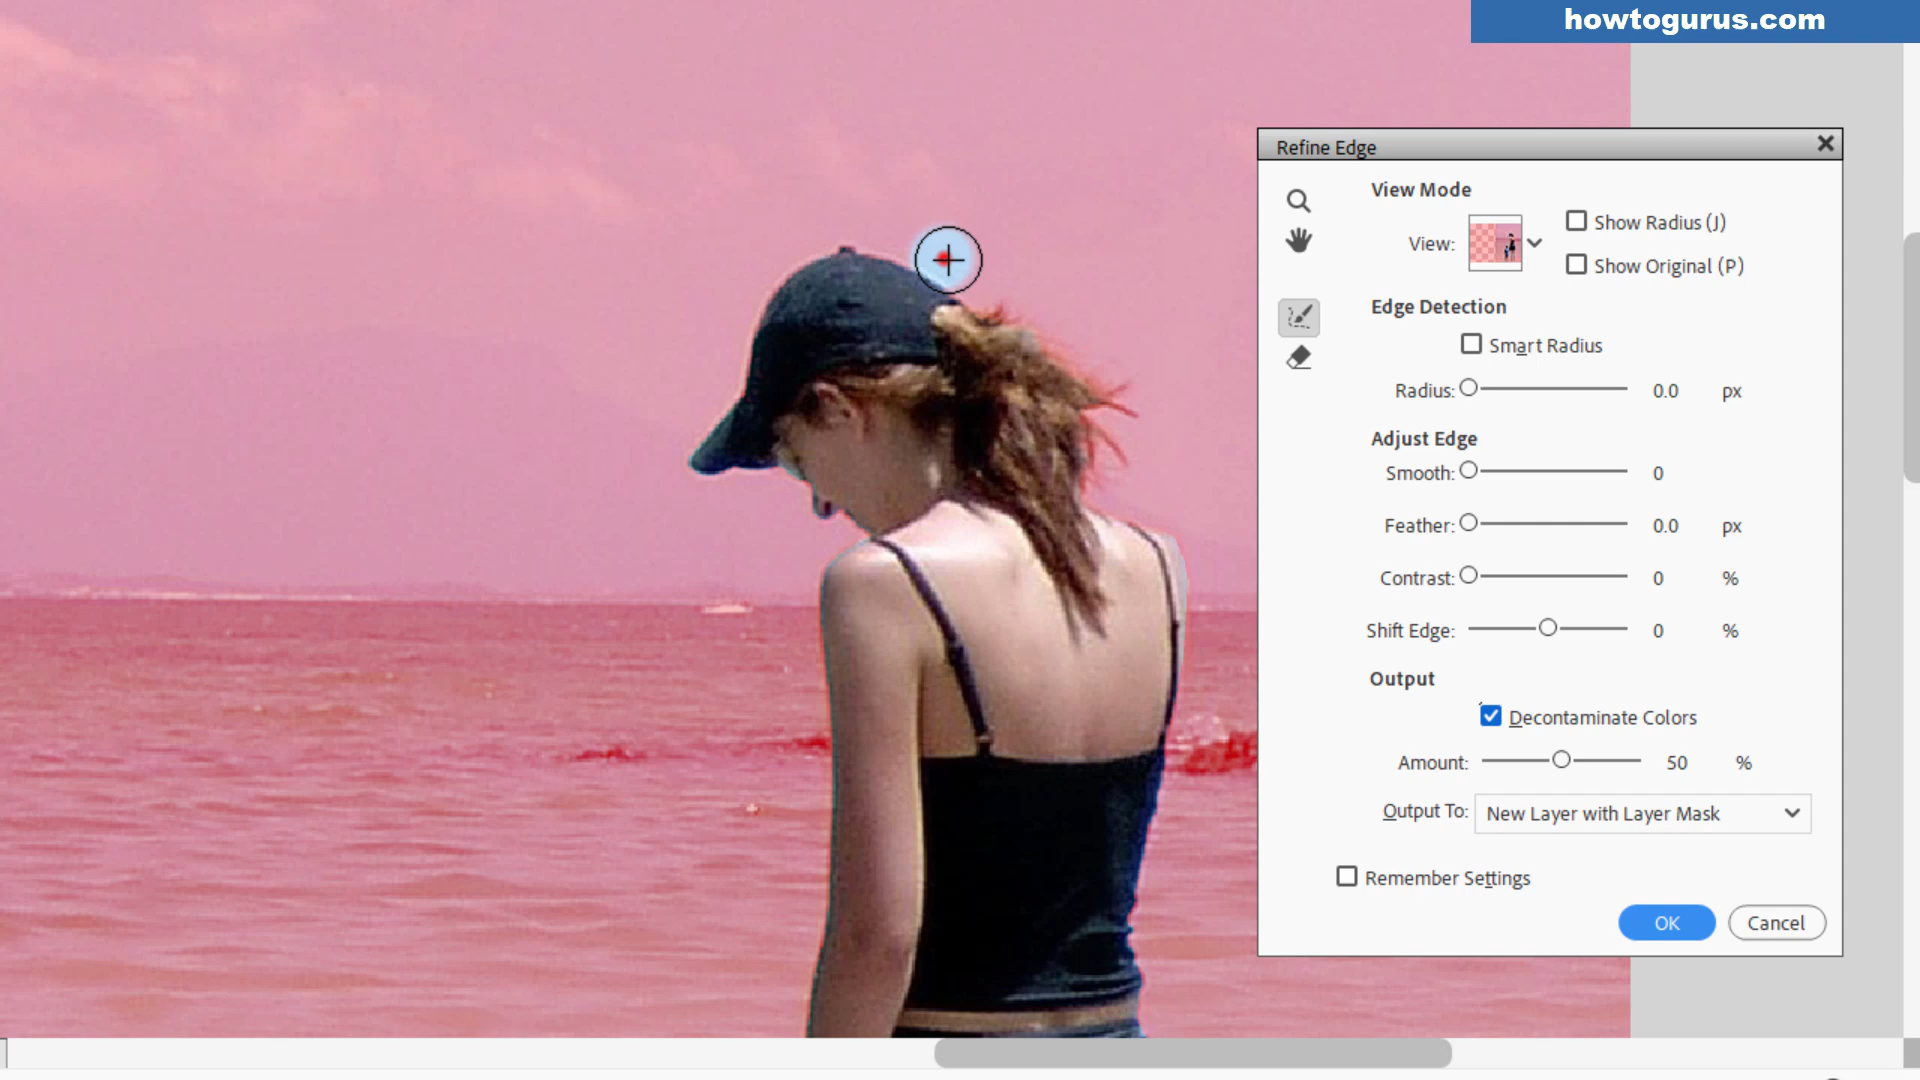 howtogurus.com
Refine Edge
View Mode
View:
Show Radius (J)
Show Original (P)
Edge Detection
Smart Radius
Radius: 0.0 px
Adjust Edge
Smooth: 0
Feather: 0.0 px
Contrast: 0 %
Shift Edge: 0 %
Output
Decontaminate Colors
Amount: 50 %
Output To: New Layer with Layer Mask
Remember Settings
OK Cancel